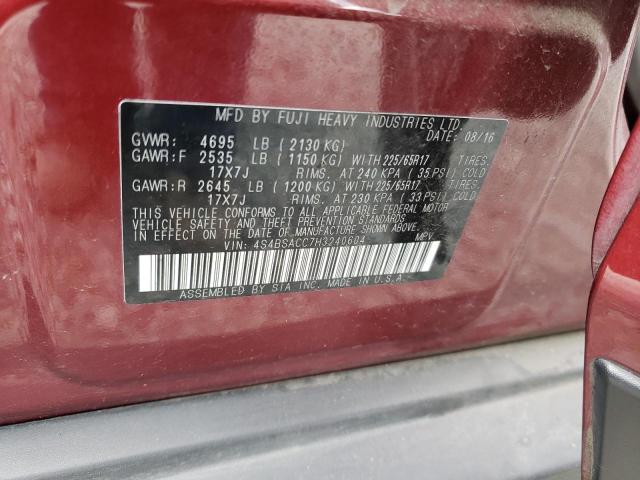 MFD BY FUJI HEAVY INDUSTRIES LTD.
DATE: 08/16
GVWR: 4695 LB (2130 KG)
GAWR:F 2535 LB (1150 KG) WITH 225/65R17 TIRES.
17X7J RIMS. AT 240 KPA (35 PSI) COLD
GAWR:R 2645 LB (1200 KG) WITH 225/65R17 TIRES.
17X7J RIMS. AT 230 KPA (33 PSI) COLD
THIS VEHICLE CONFORMS TO ALL APPLICABLE FEDERAL MOTOR
VEHICLE SAFETY AND THEFT PREVENTION STANDARDS IN EFFECT
ON THE DATE OF MANUFACTURE SHOWN ABOVE.
VIN: 4S4BSACC7H3240604 MPV
ASSEMBLED BY SIA INC. MADE IN U.S.A.